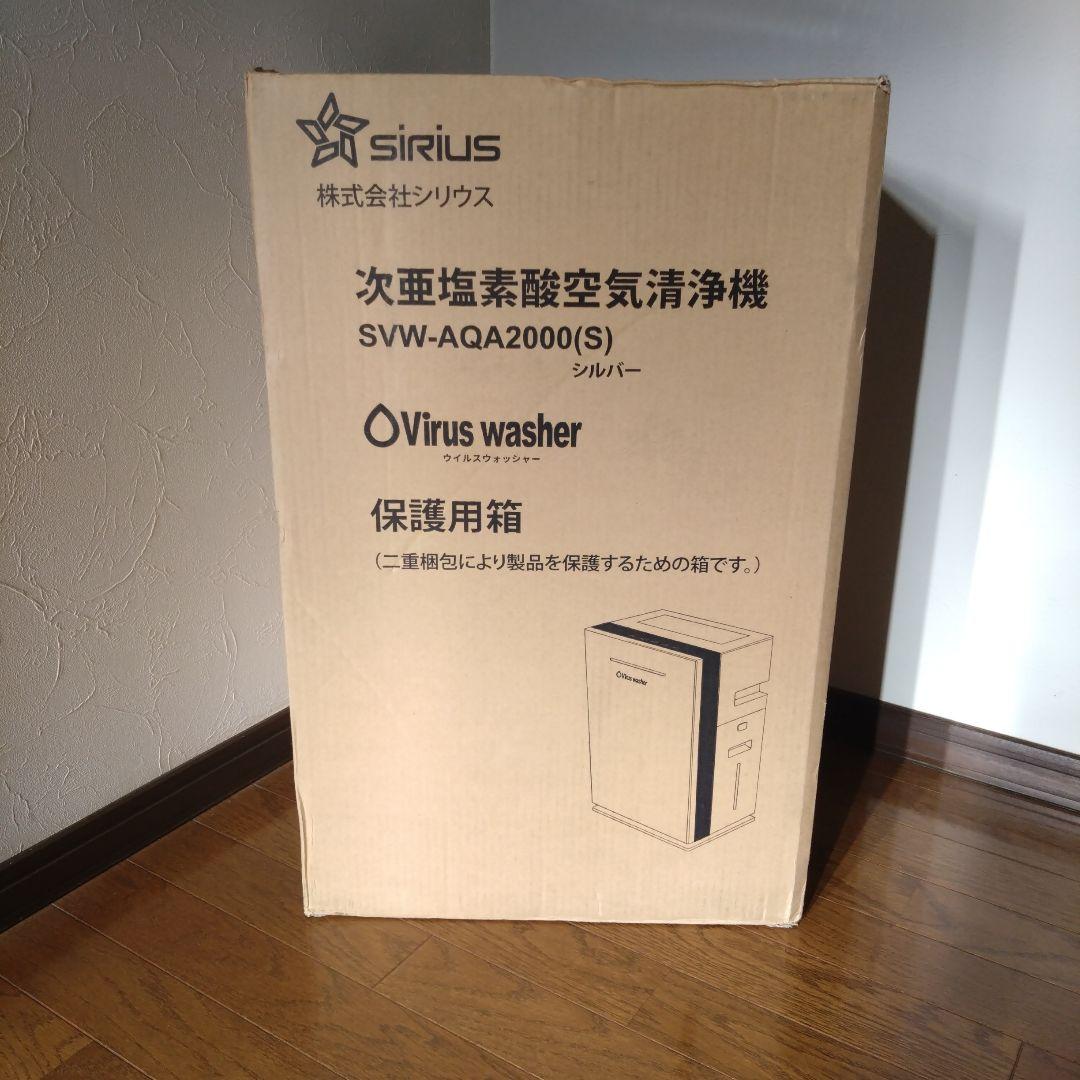 sirius
株式会社シリウス
次亜塩素酸空気清浄機
SVW-AQA2000(S)
シルバー
Virus washer
ウイルスウォッシャー
保護用箱
（二重梱包により製品を保護するための箱です。）
Virus washer